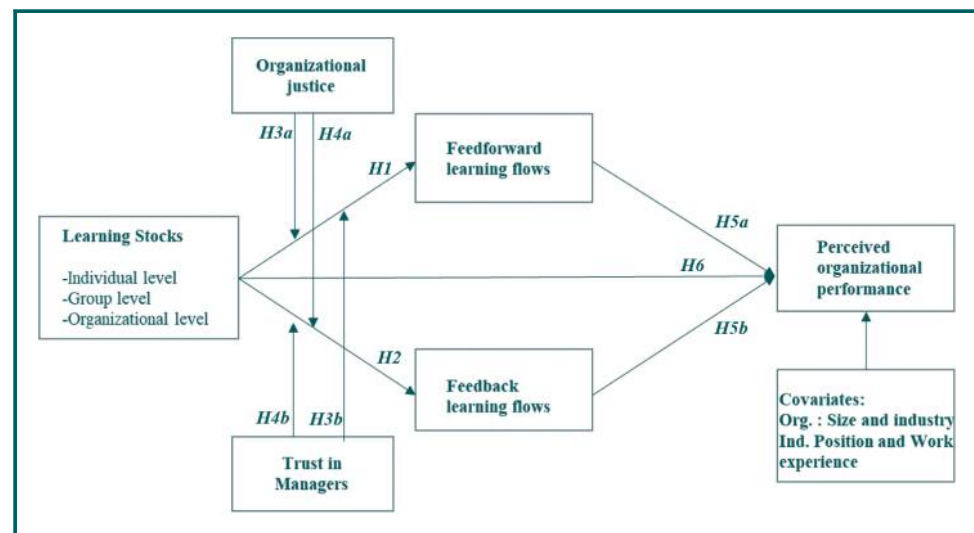 Organizational
justice
H3a
H4a
H1
Feedforward
learning flows
H5a
Learning Stocks
-Individual level
-Group level
-Organizational level
H6
Perceived
organizational
performance
H5b
H2
Feedback
learning flows
H4b
H3b
Trust in
Managers
Covariates:
Org. : Size and industry
Ind. Position and Work
experience